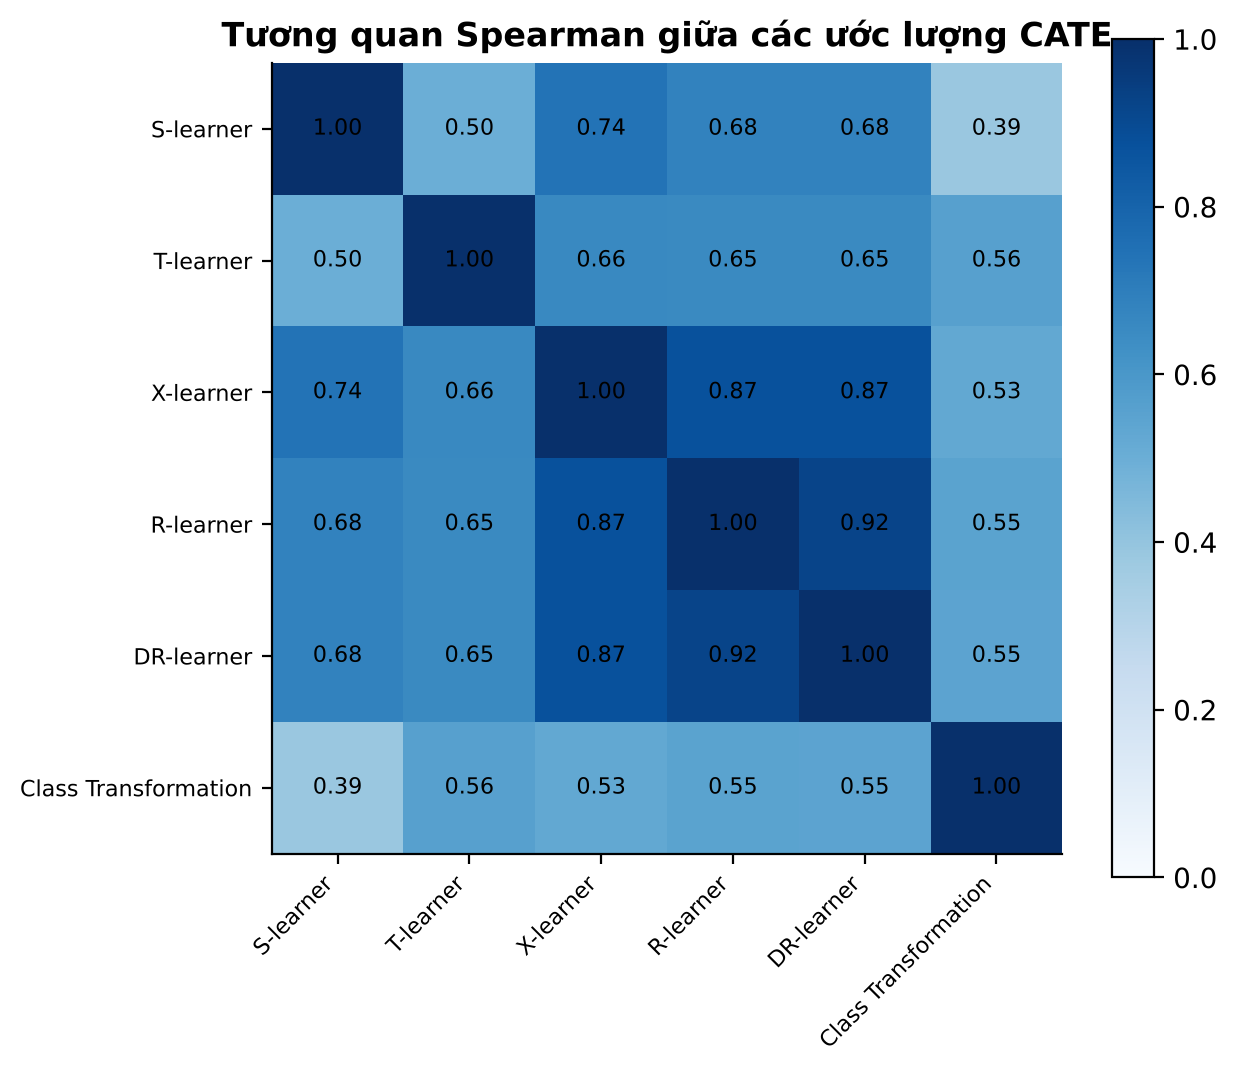 Tương quan Spearman giữa các ước lượng CATE
1.0
S-learner 1.00 0.50 0.74 0.68 0.68 0.39
0.8
T-learner 0.50 1.00 0.66 0.65 0.65 0.56
0.6
X-learner 0.74 0.66 1.00 0.87 0.87 0.53
R-learner 0.68 0.65 0.87 1.00 0.92 0.55
0.4
DR-learner 0.68 0.65 0.87 0.92 1.00 0.55
0.2
Class Transformation 0.39 0.56 0.53 0.55 0.55 1.00
0.0
S-learner
T-learner
X-learner
R-learner
DR-learner
Class Transformation